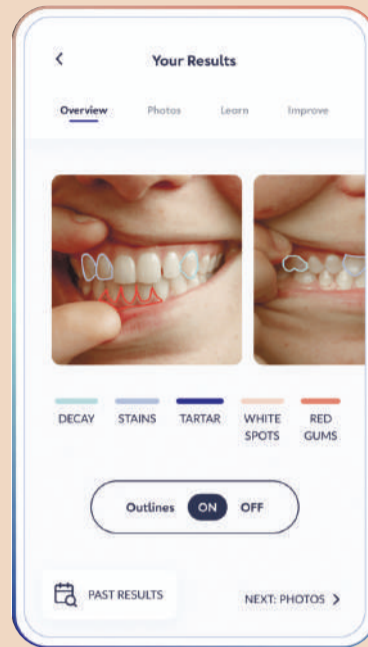 Your Results
Overview Photos Learn Improve
DECAY STAINS TARTAR WHITE SPOTS RED GUMS
Outlines ON OFF
PAST RESULTS NEXT: PHOTOS